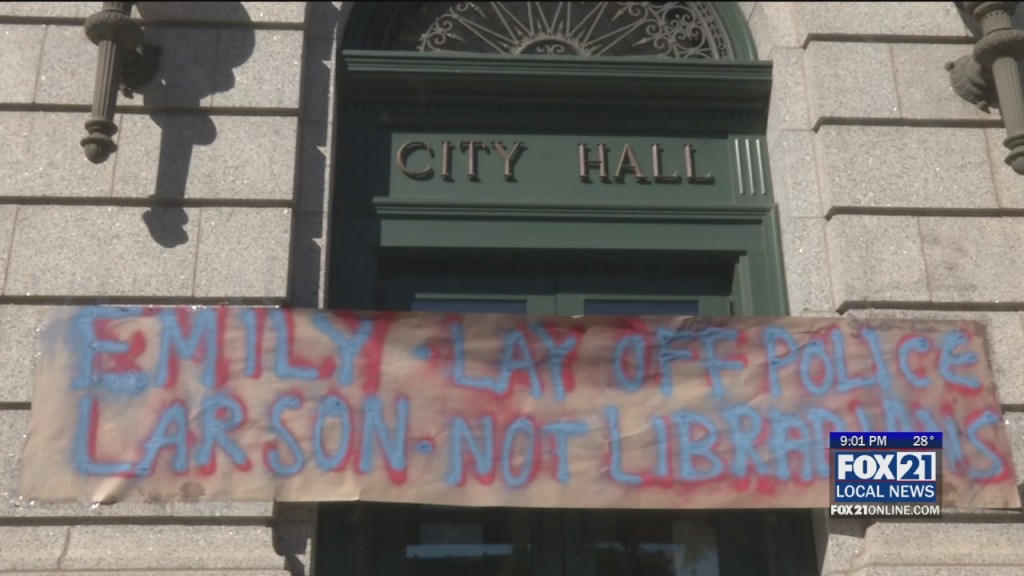 CITY HALL
EMILY · LAY OFF POLICE
LARSON · NOT LIBRARIANS
9:01 PM 28°
FOX21
LOCAL NEWS
FOX21ONLINE.COM